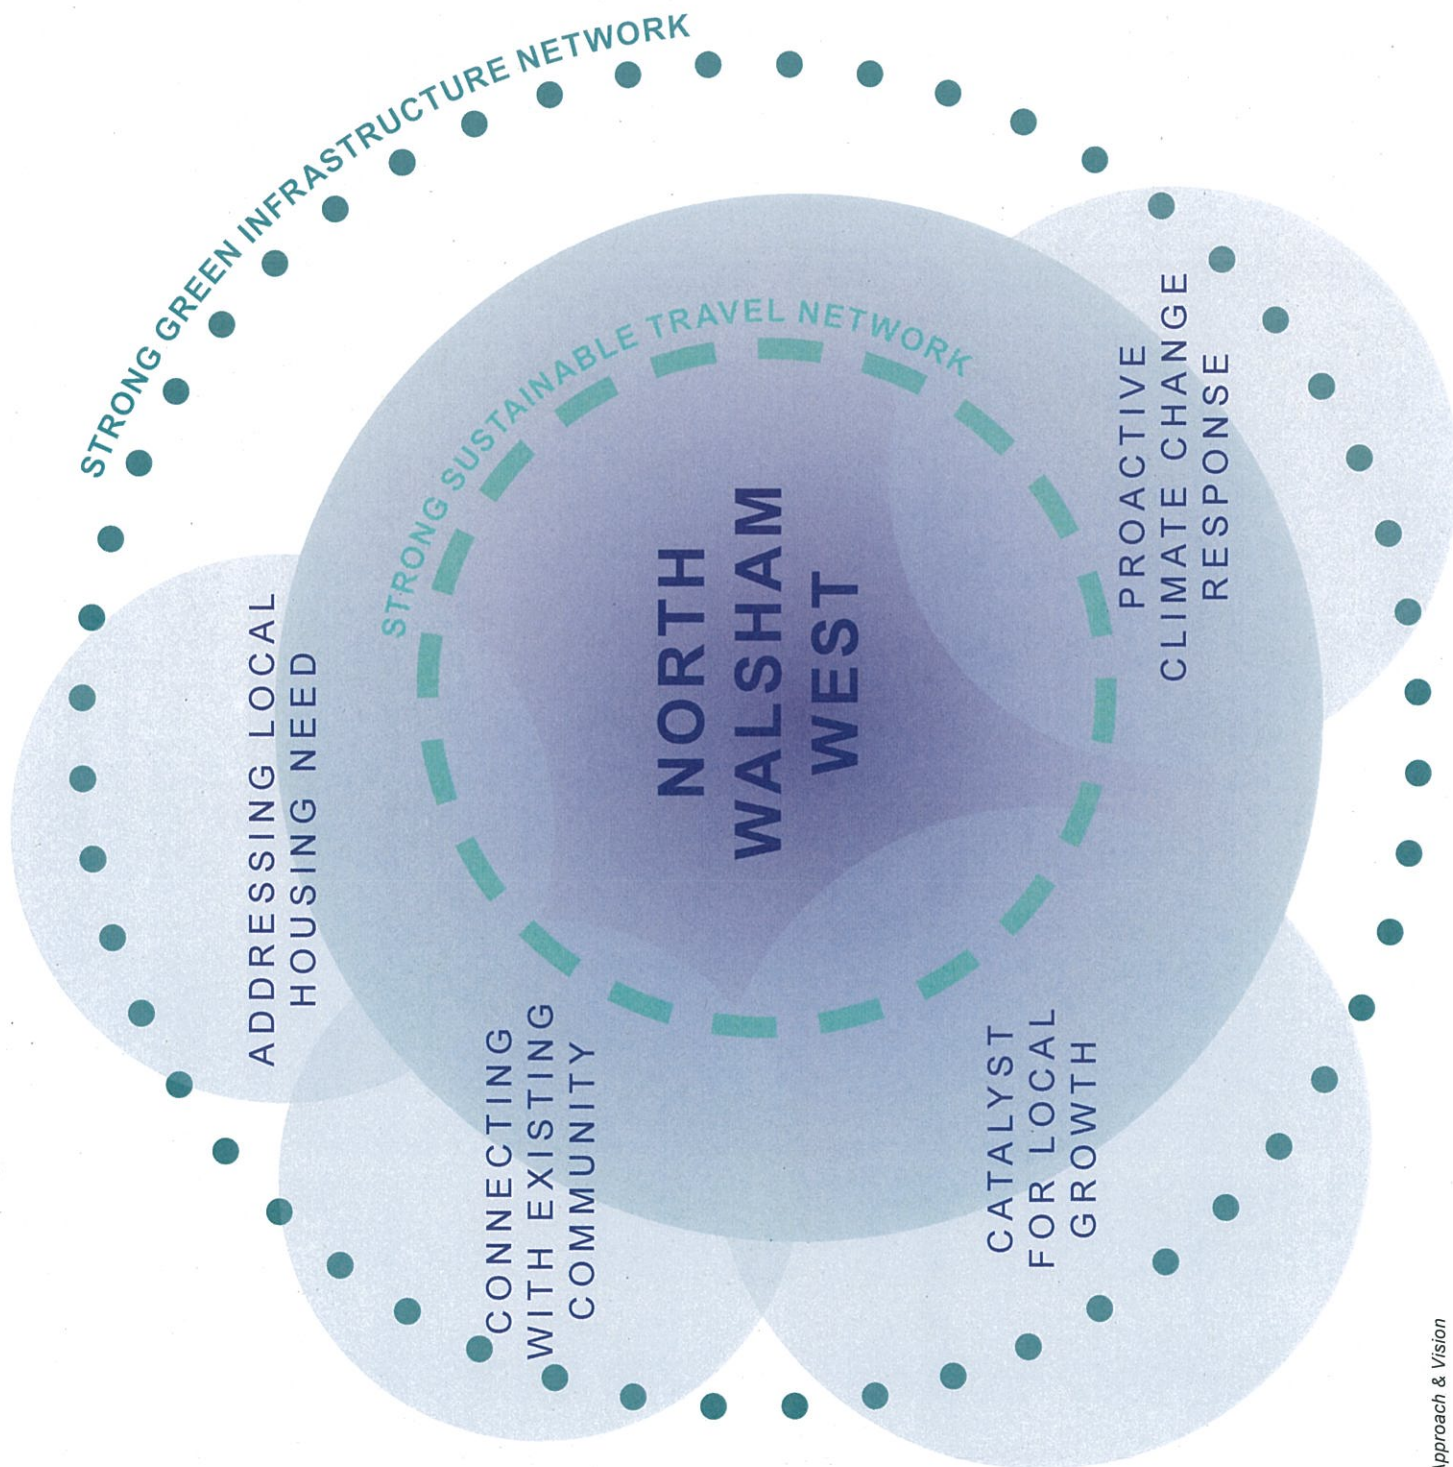 STRONG GREEN INFRASTRUCTURE NETWORK
STRONG SUSTAINABLE TRAVEL NETWORK
ADDRESSING LOCAL
HOUSING NEED
CONNECTING
WITH EXISTING
COMMUNITY
NORTH
WALSHAM
WEST
CATALYST
FOR LOCAL
GROWTH
PROACTIVE
CLIMATE CHANGE
RESPONSE
Approach & Vision